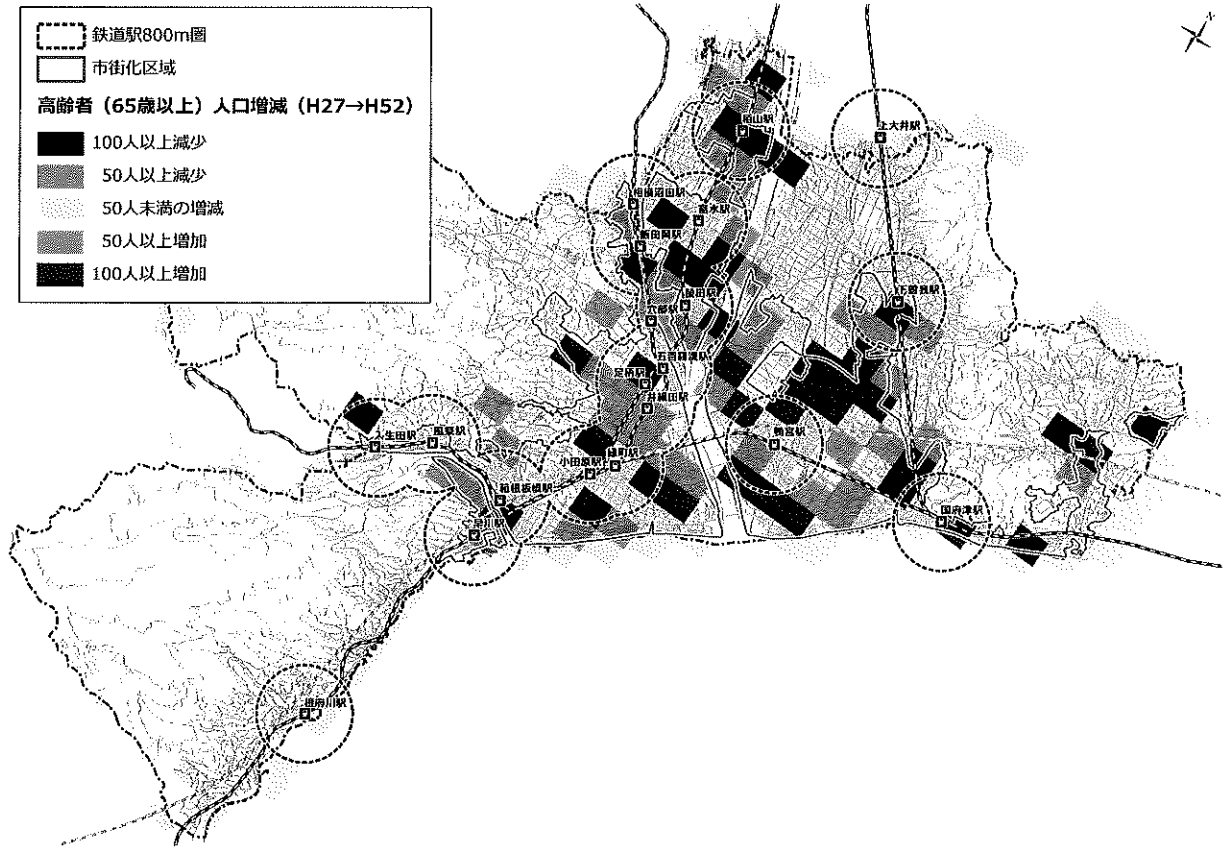 鉄道駅800m圏
市街化区域
高齢者（65歳以上）人口増減（H27→H52）
100人以上減少
50人以上減少
50人未満の増減
50人以上増加
100人以上増加
栢山駅
上大井駅
相模沼田駅
富水駅
飯田岡駅
下曽我駅
螢田駅
穴部駅
五百羅漢駅
足柄駅
井細田駅
入生田駅
風祭駅
緑町駅
鴨宮駅
小田原駅
箱根板橋駅
早川駅
国府津駅
根府川駅